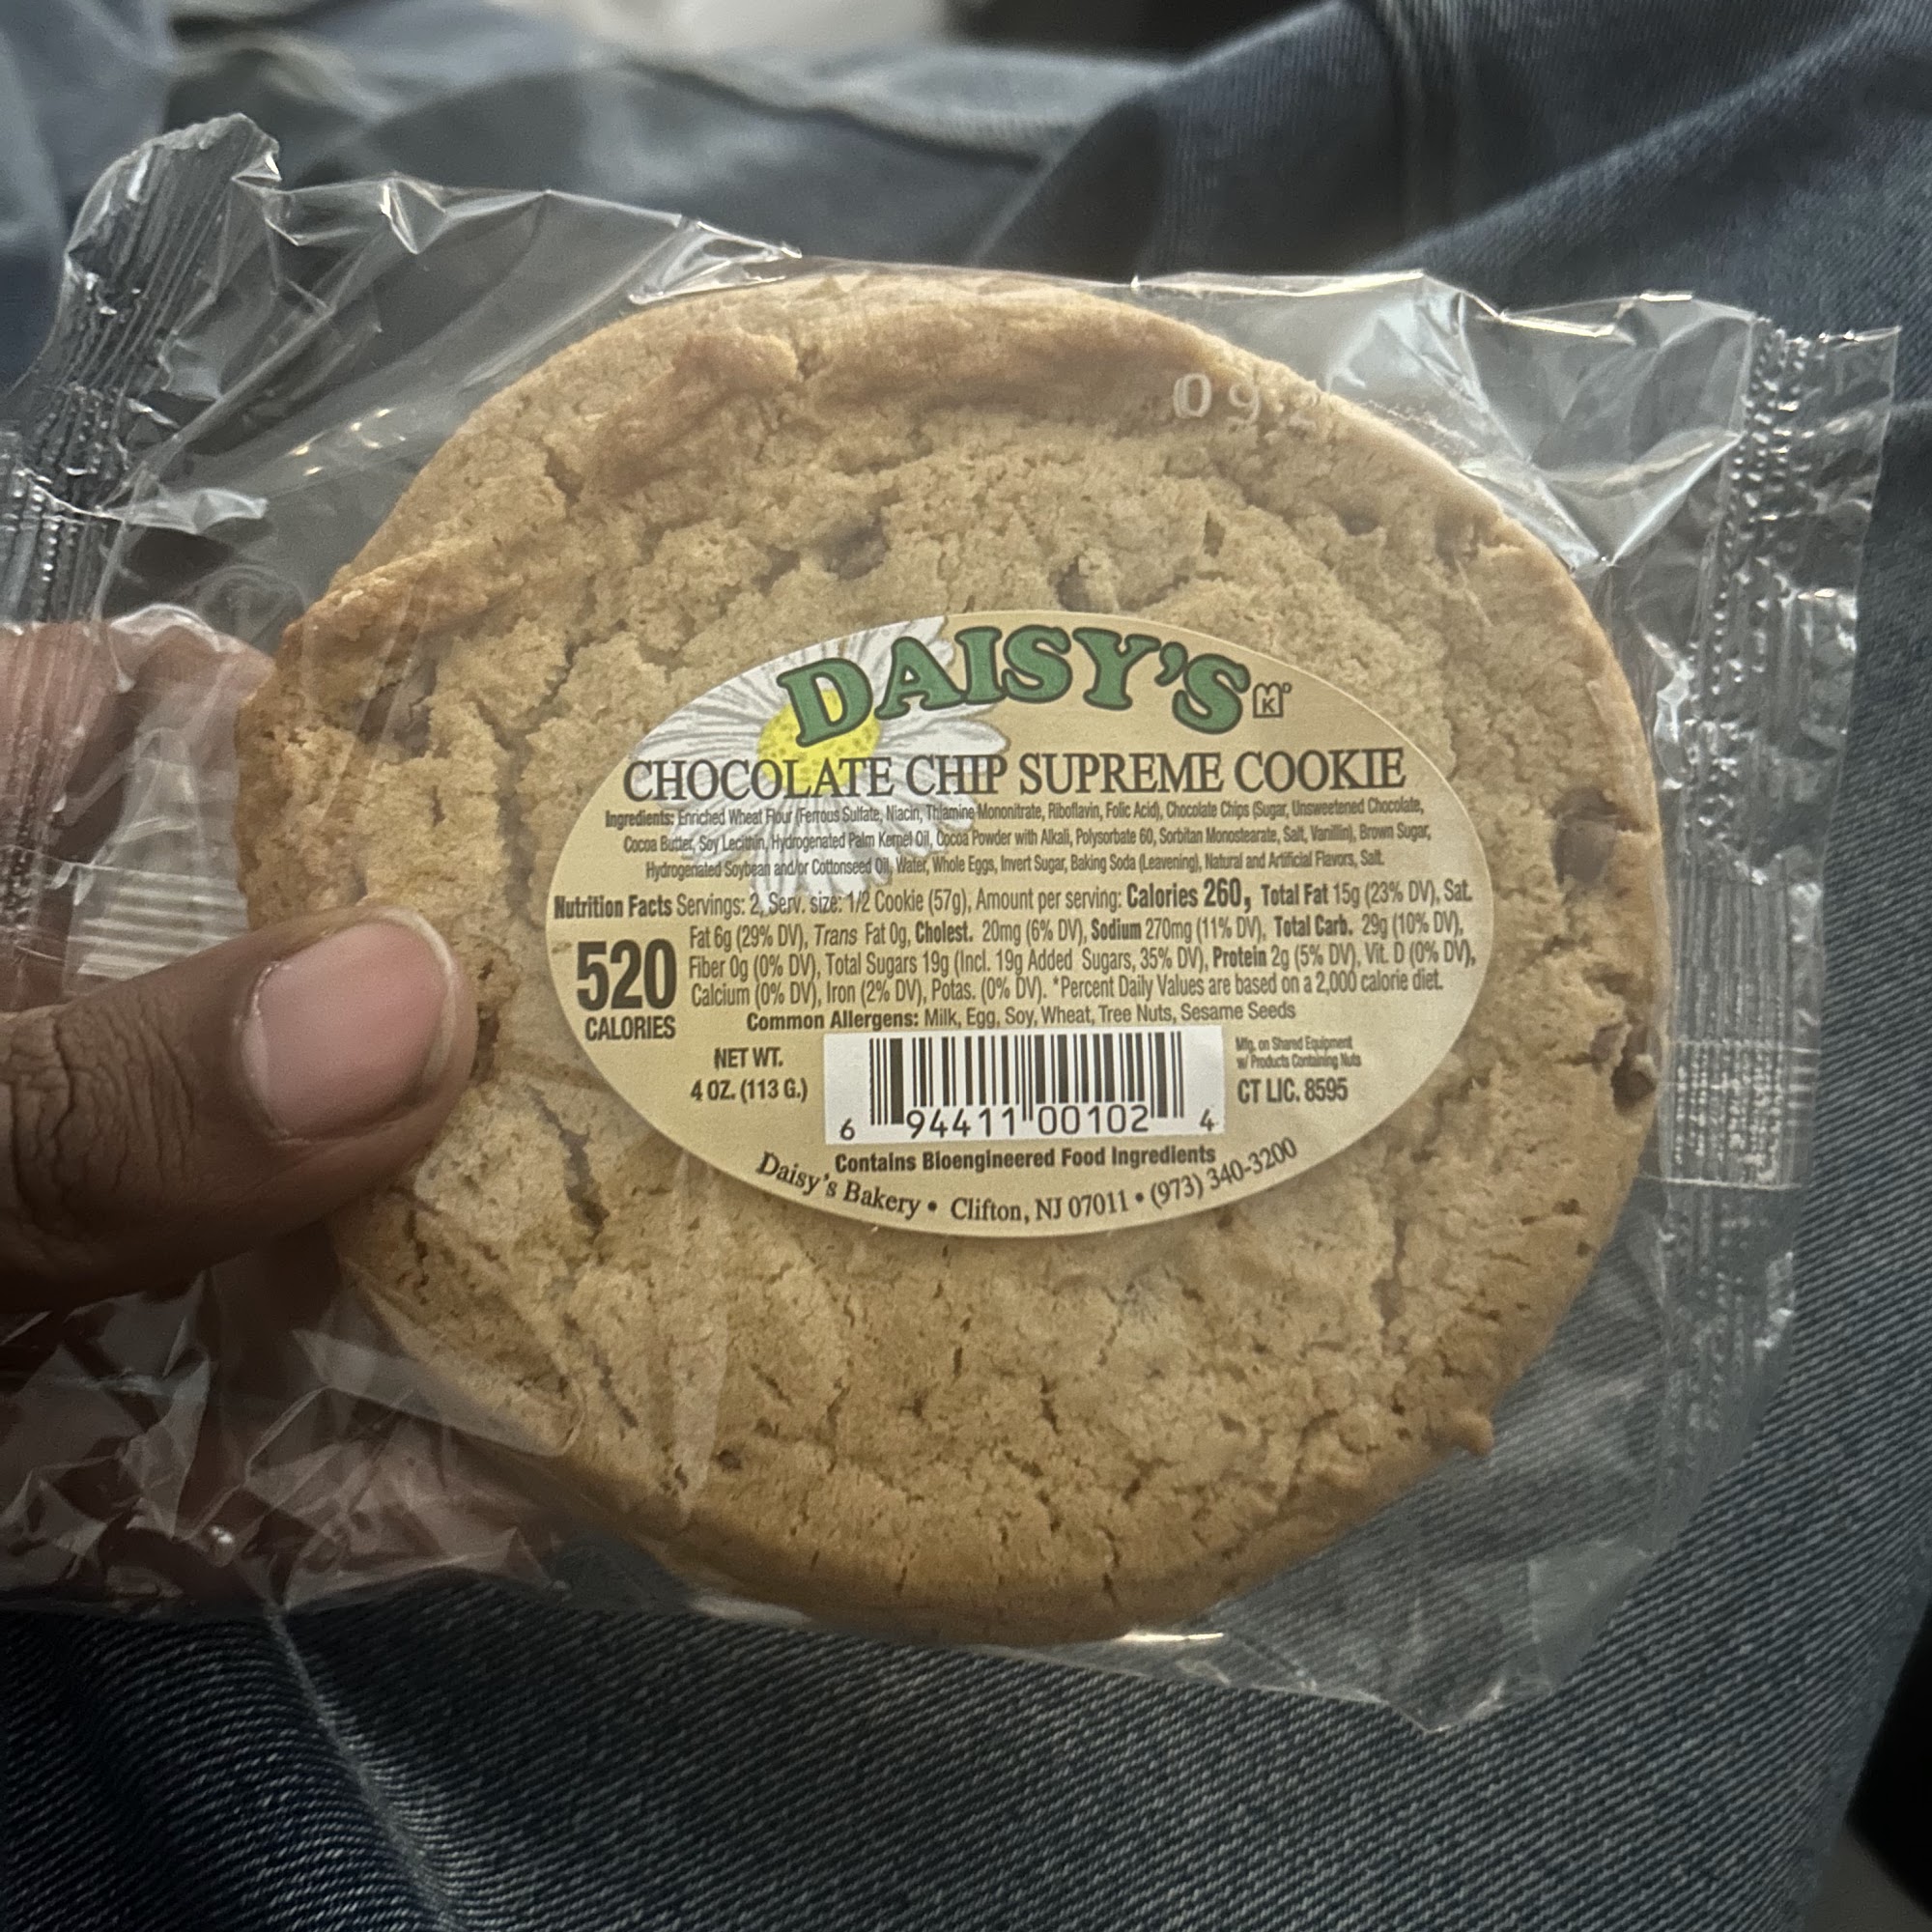 09
DAISY'S
K
CHOCOLATE CHIP SUPREME COOKIE
Ingredients: Enriched Wheat Flour (Ferrous Sulfate, Niacin, Thiamine Mononitrate, Riboflavin, Folic Acid), Chocolate Chips (Sugar, Unsweetened Chocolate,
Cocoa Butter, Soy Lecithin, Hydrogenated Palm Kernel Oil, Cocoa Powder with Alkali, Polysorbate 60, Sorbitan Monostearate, Salt, Vanillin), Brown Sugar,
Hydrogenated Soybean and/or Cottonseed Oil, Water, Whole Eggs, Invert Sugar, Baking Soda (Leavening), Natural and Artificial Flavors, Salt.
Nutrition Facts Servings: 2, Serv. size: 1/2 Cookie (57g), Amount per serving: Calories 260, Total Fat 15g (23% DV), Sat.
Fat 6g (29% DV), Trans Fat 0g, Cholest. 20mg (6% DV), Sodium 270mg (11% DV), Total Carb. 29g (10% DV),
Fiber 0g (0% DV), Total Sugars 19g (Incl. 19g Added Sugars, 35% DV), Protein 2g (5% DV), Vit. D (0% DV),
Calcium (0% DV), Iron (2% DV), Potas. (0% DV). *Percent Daily Values are based on a 2,000 calorie diet.
520
CALORIES
Common Allergens: Milk, Egg, Soy, Wheat, Tree Nuts, Sesame Seeds
NET WT.
4 OZ. (113 G.)
6 94411 00102 4
Mfg. on Shared Equipment
w/ Products Containing Nuts
CT LIC. 8595
Contains Bioengineered Food Ingredients
Daisy's Bakery • Clifton, NJ 07011 • (973) 340-3200